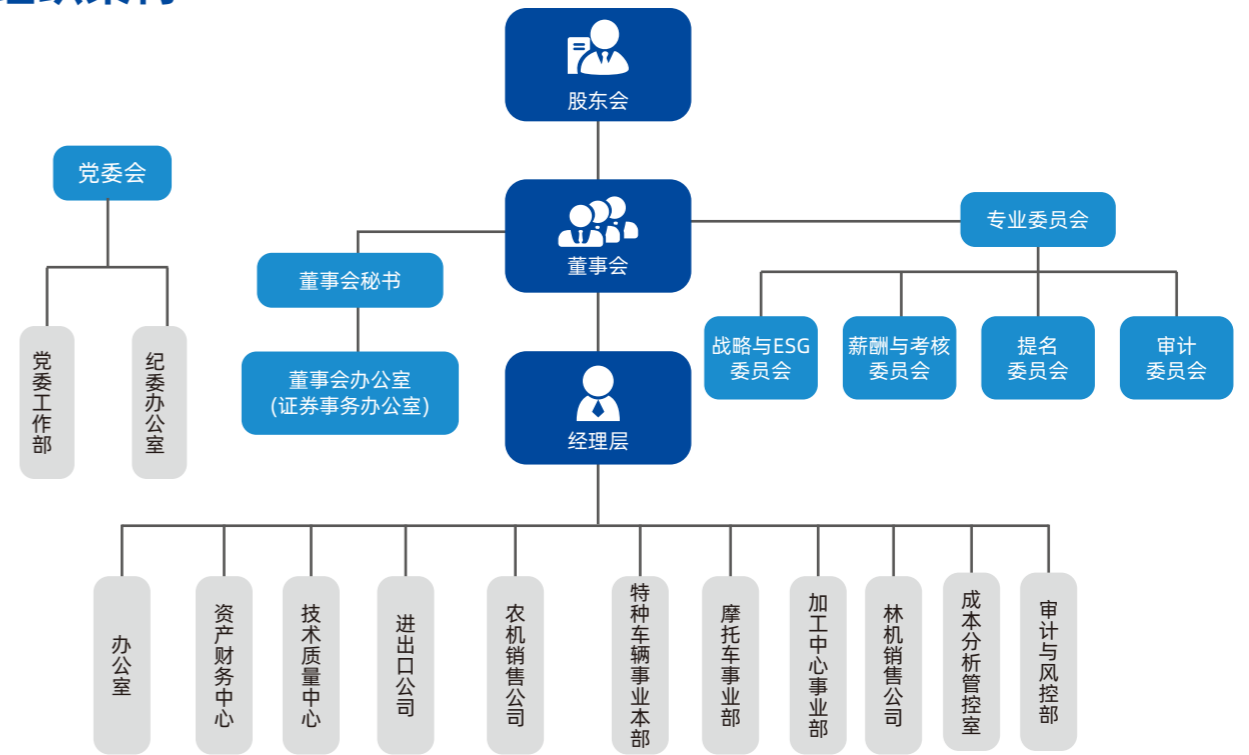 股东会
党委会
董事会
专业委员会
董事会秘书
战略与ESG
委员会
薪酬与考核
委员会
提名
委员会
审计
委员会
党委工作部
纪委办公室
董事会办公室
(证券事务办公室)
经理层
办公室
资产财务中心
技术质量中心
进出口公司
农机销售公司
特种车辆事业本部
摩托车事业部
加工中心事业部
林机销售公司
成本分析管控室
审计与风控部